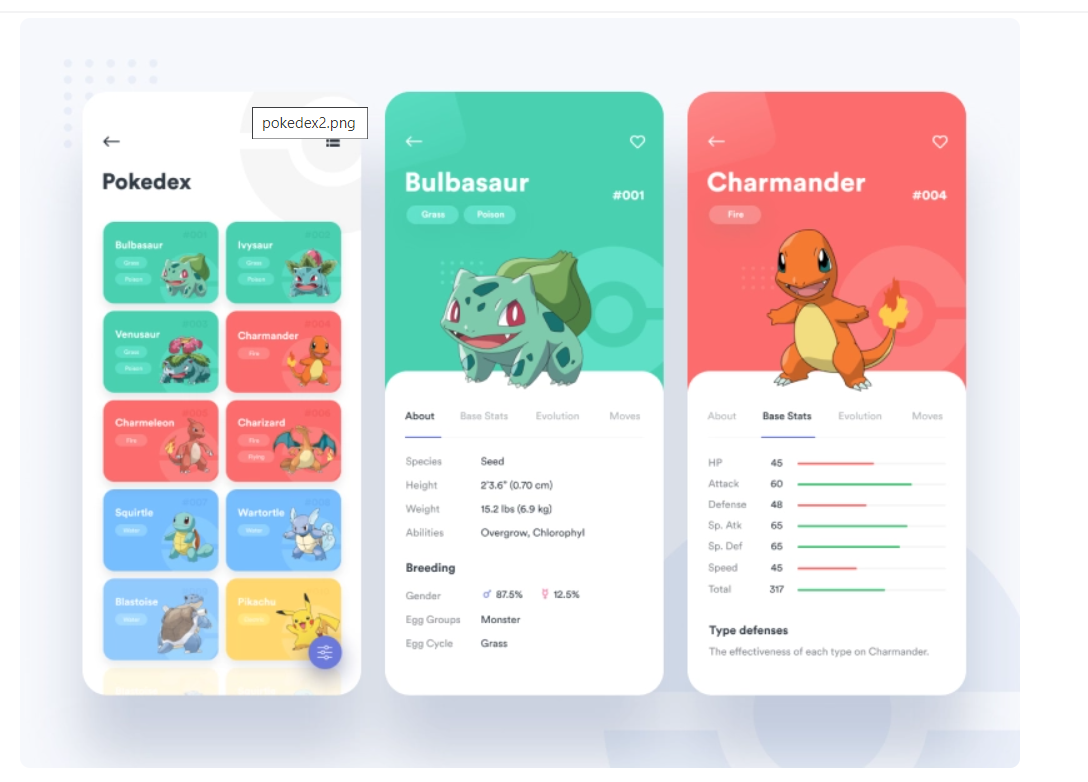 pokedex2.png
Pokedex
#001 #002
Bulbasaur Ivysaur
Grass Grass
Poison Poison
#003 #004
Venusaur Charmander
Grass Fire
Poison
#005 #006
Charmeleon Charizard
Fire Fire
Flying
#007 #008
Squirtle Wartortle
Water Water
Blastoise Pikachu
Water
Bulbasaur
#001
Grass Poison
About Base Stats Evolution Moves
Species Seed
Height 2'3.6" (0.70 cm)
Weight 15.2 lbs (6.9 kg)
Abilities Overgrow, Chlorophyl
Breeding
Gender ♂ 87.5% ☿ 12.5%
Egg Groups Monster
Egg Cycle Grass
Charmander
#004
Fire
About Base Stats Evolution Moves
HP 45
Attack 60
Defense 48
Sp. Atk 65
Sp. Def 65
Speed 45
Total 317
Type defenses
The effectiveness of each type on Charmander.